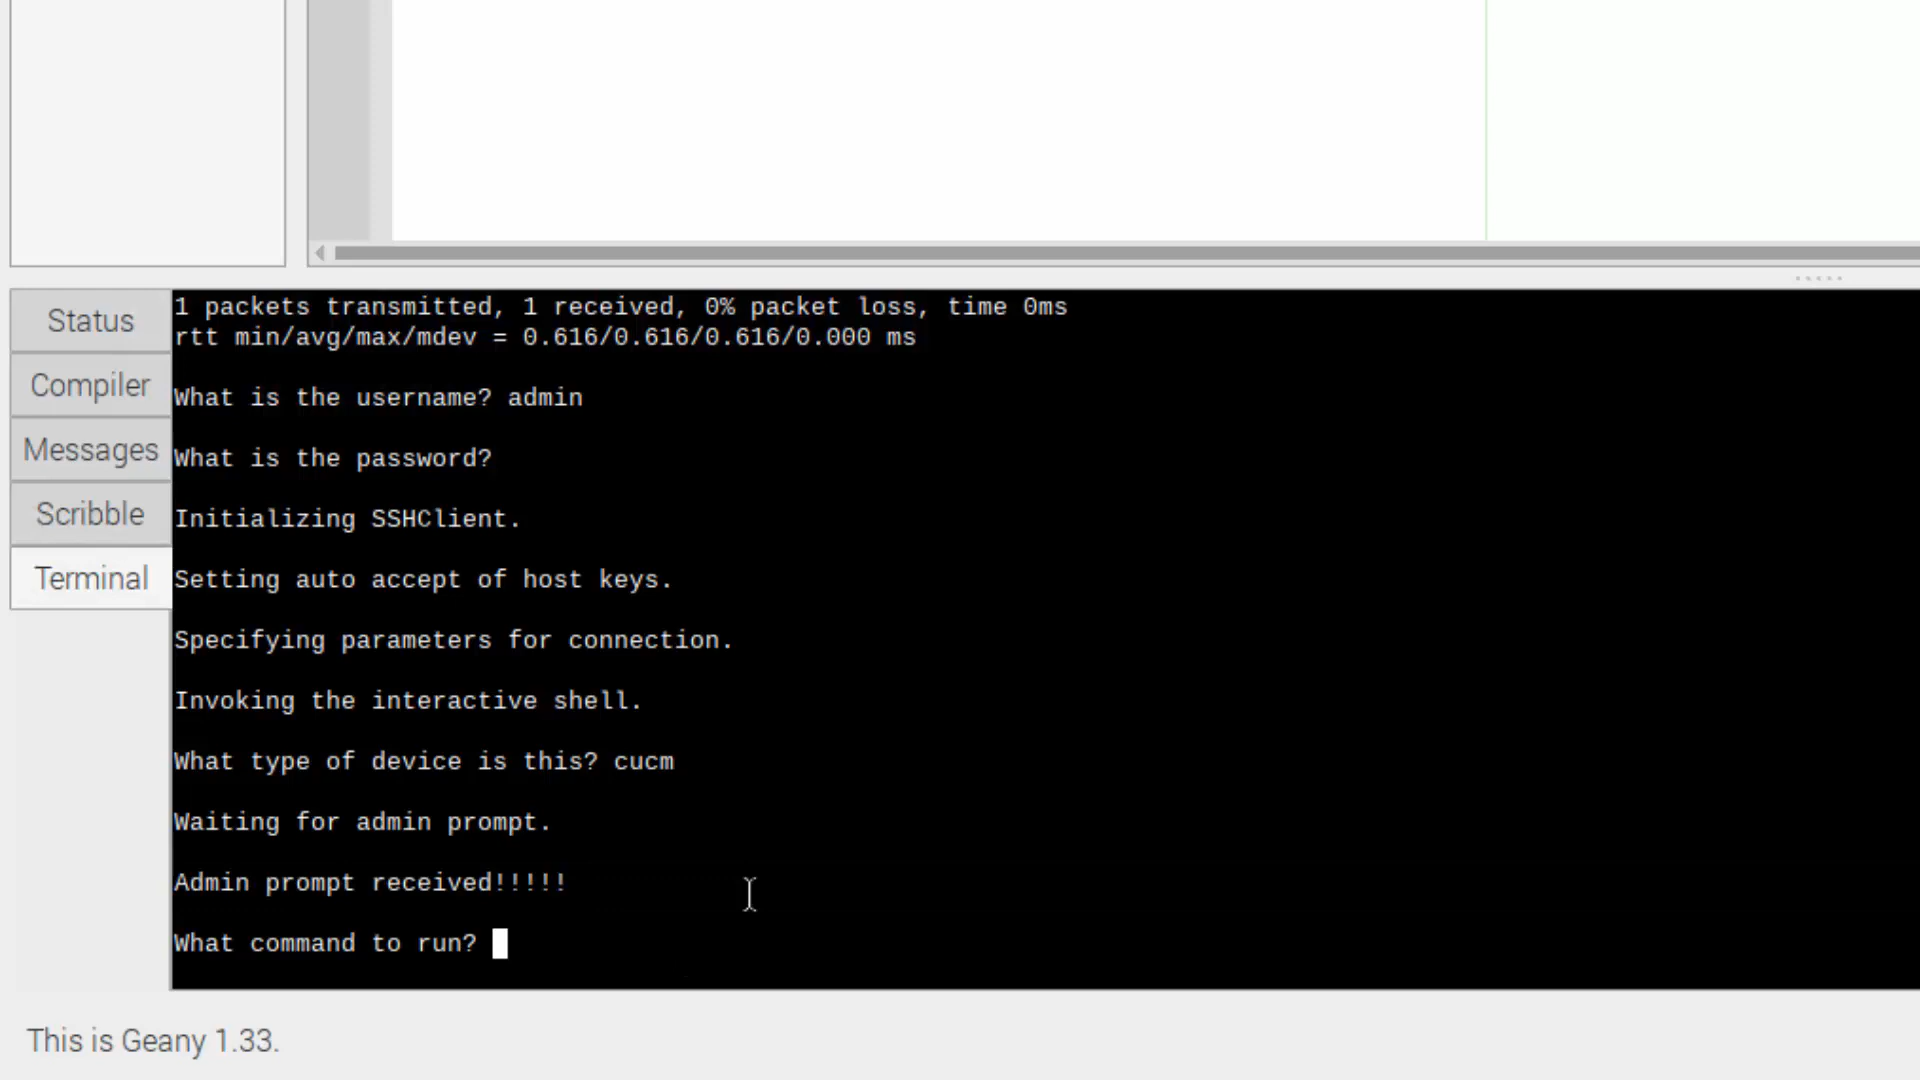 Status
Compiler
Messages
Scribble
Terminal
1 packets transmitted, 1 received, 0% packet loss, time 0ms
rtt min/avg/max/mdev = 0.616/0.616/0.616/0.000 ms
What is the username? admin
What is the password?
Initializing SSHClient.
Setting auto accept of host keys.
Specifying parameters for connection.
Invoking the interactive shell.
What type of device is this? cucm
Waiting for admin prompt.
Admin prompt received!!!!!
What command to run?
This is Geany 1.33.